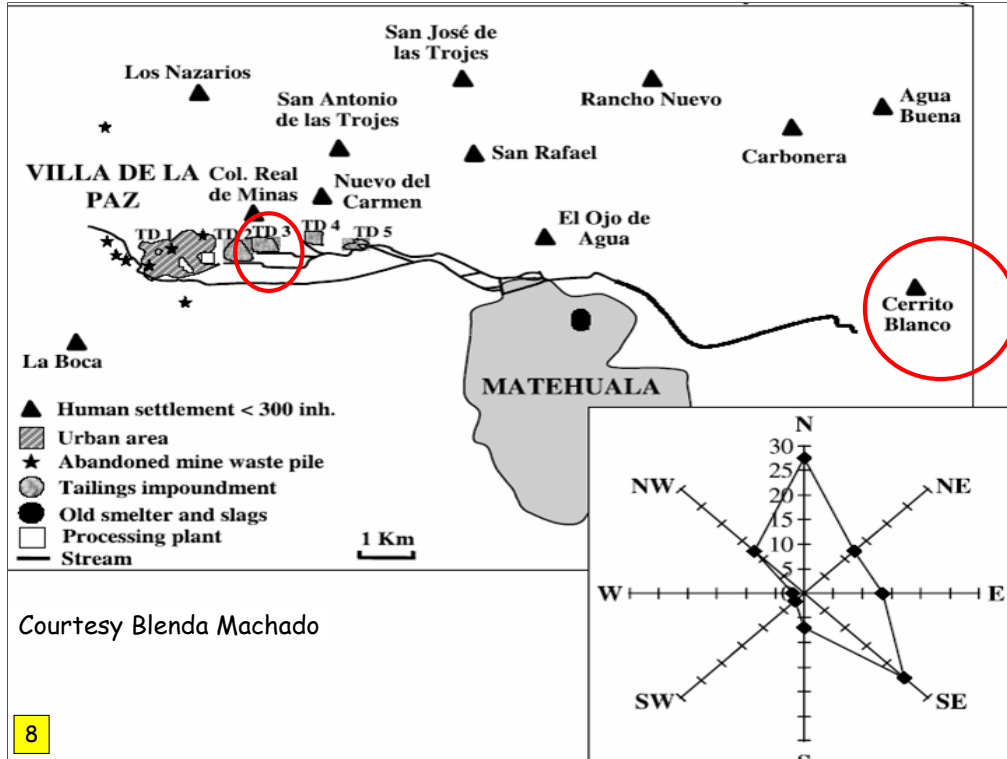 San José de
las Trojes
Los Nazarios
San Antonio
de las Trojes
Rancho Nuevo
Agua
Buena
Carbonera
San Rafael
VILLA DE LA
PAZ
Col. Real
de Minas
Nuevo del
Carmen
El Ojo de
Agua
TD 1
TD 2
TD 3
TD 4
TD 5
Cerrito
Blanco
La Boca
MATEHUALA
Human settlement < 300 inh.
Urban area
Abandoned mine waste pile
Tailings impoundment
Old smelter and slags
Processing plant
Stream
1 Km
N
30
25
20
15
10
5
0
NW
NE
W
E
SW
SE
Courtesy Blenda Machado
8